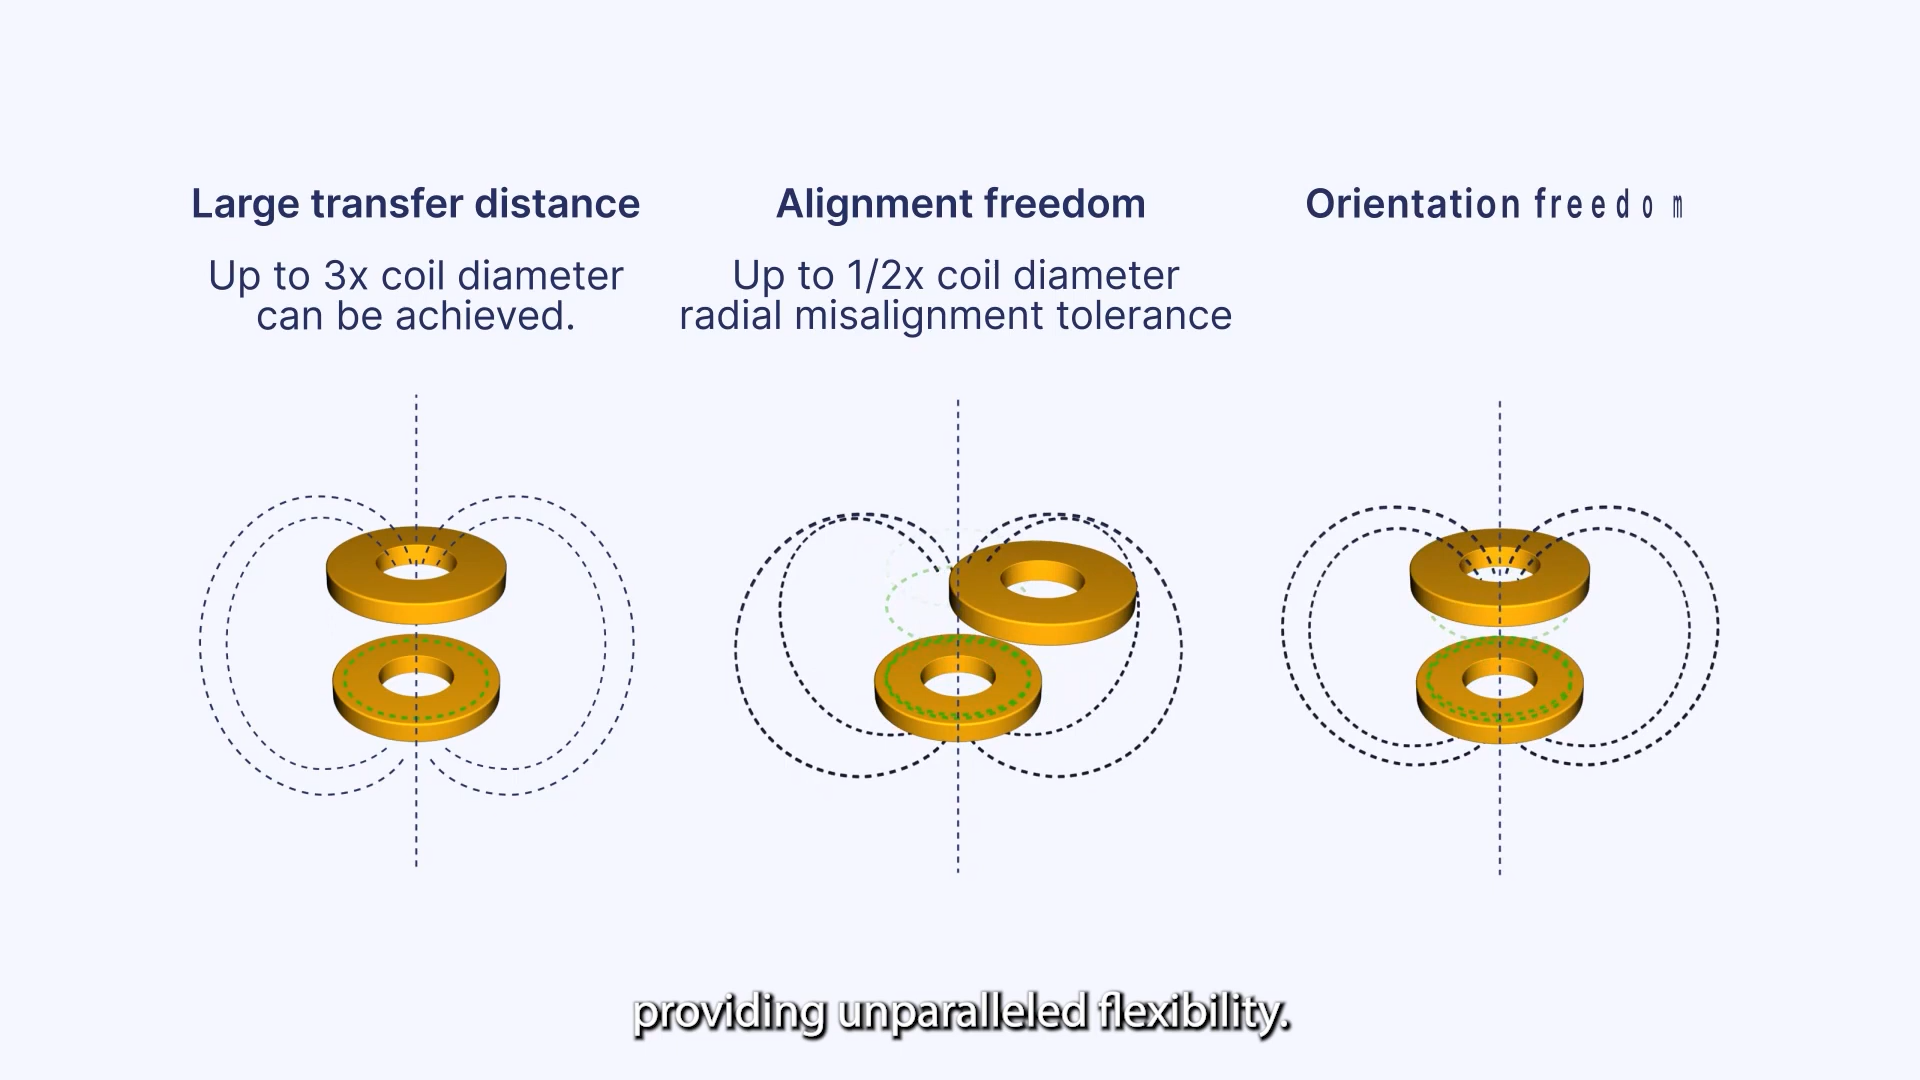 Large transfer distance
Up to 3x coil diameter
can be achieved.
Alignment freedom
Up to 1/2x coil diameter
radial misalignment tolerance
Orientation freedom
providing unparalleled flexibility.